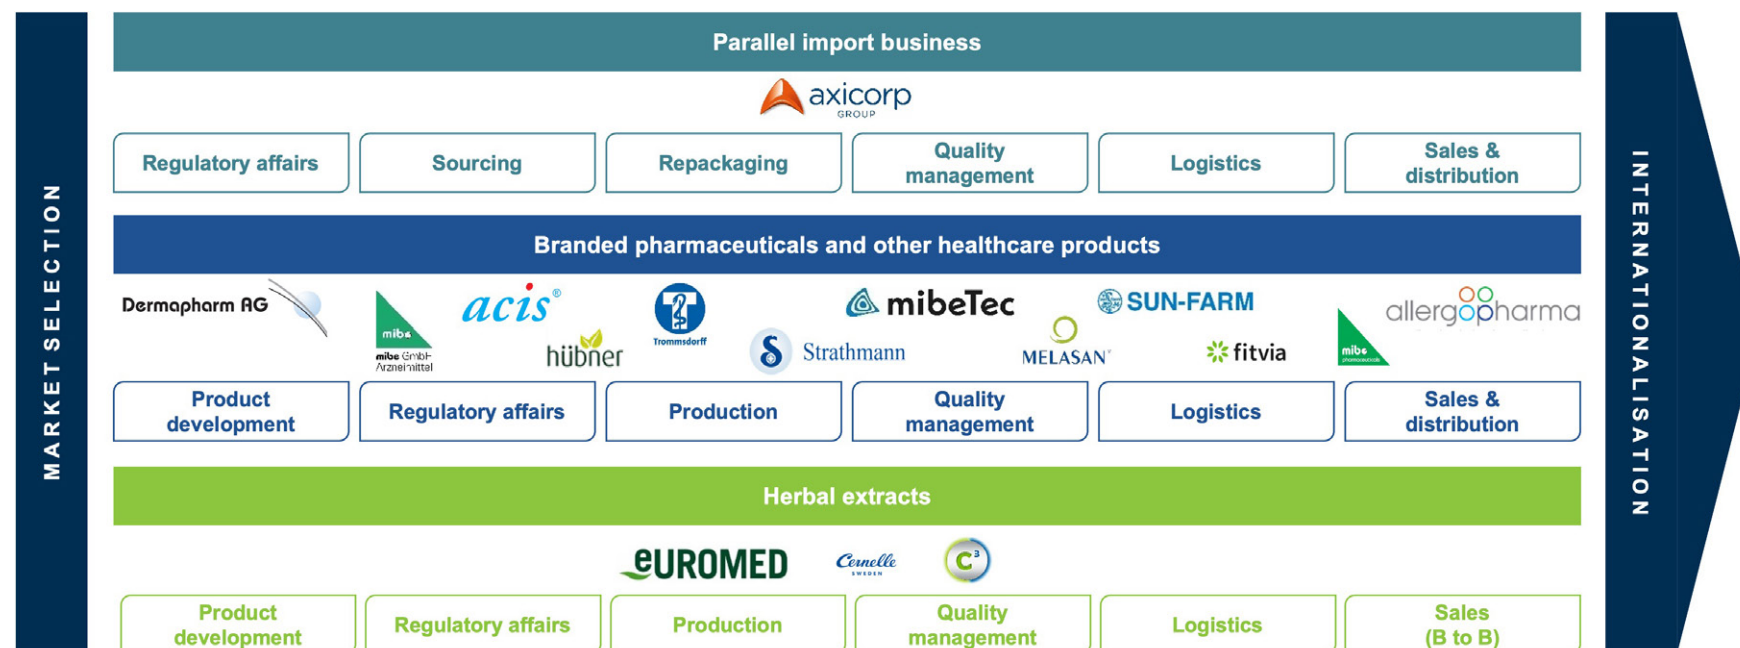 MARKET SELECTION
Parallel import business
axicorp
GROUP
Regulatory affairs
Sourcing
Repackaging
Quality
management
Logistics
Sales &
distribution
Branded pharmaceuticals and other healthcare products
Dermapharm AG
mibe
mibe GmbH
Arzneimittel
acis®
hübner
Trommsdorff
Strathmann
mibeTec
MELASAN
SUN-FARM
fitvia
mibe
pharmaceuticals
allergopharma
Product
development
Regulatory affairs
Production
Quality
management
Logistics
Sales &
distribution
Herbal extracts
eUROMED
Cernelle
SWEDEN
C³
Product
development
Regulatory affairs
Production
Quality
management
Logistics
Sales
(B to B)
INTERNATIONALISATION